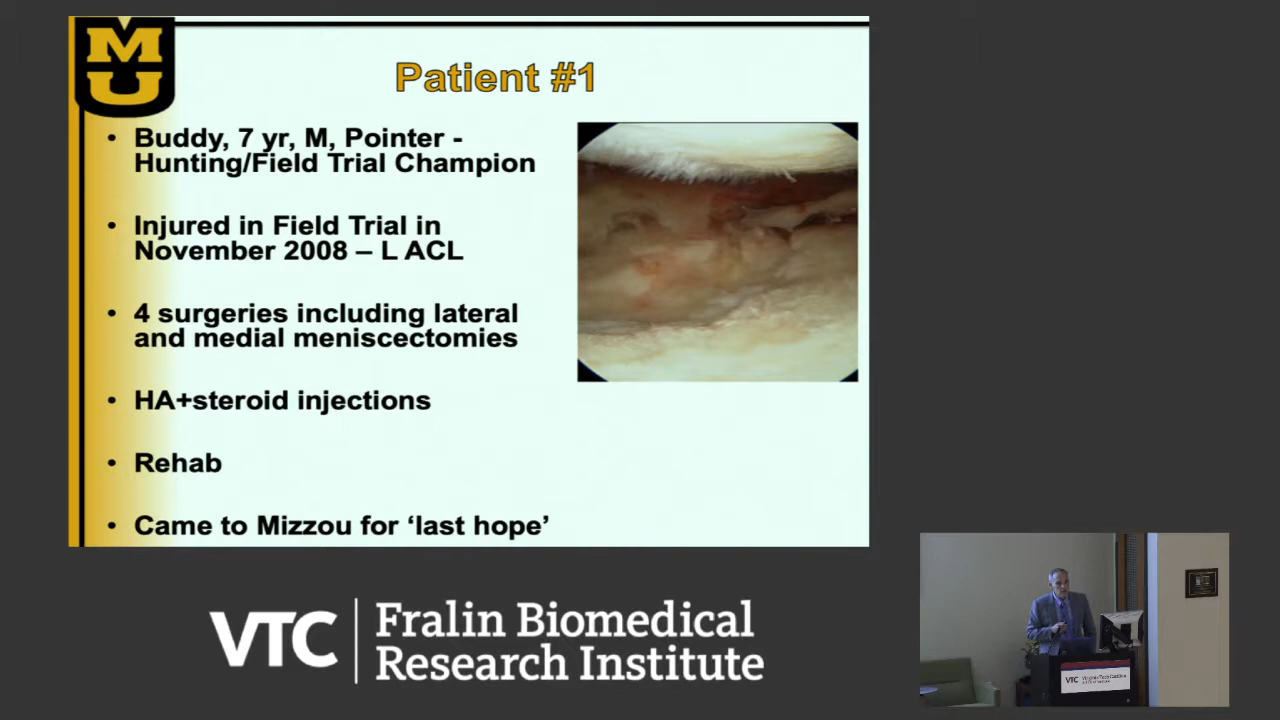 MU
Patient #1
• Buddy, 7 yr, M, Pointer -
Hunting/Field Trial Champion
• Injured in Field Trial in
November 2008 – L ACL
• 4 surgeries including lateral
and medial meniscectomies
• HA+steroid injections
• Rehab
• Came to Mizzou for ‘last hope’
VTC
Fralin Biomedical
Research Institute
VTC